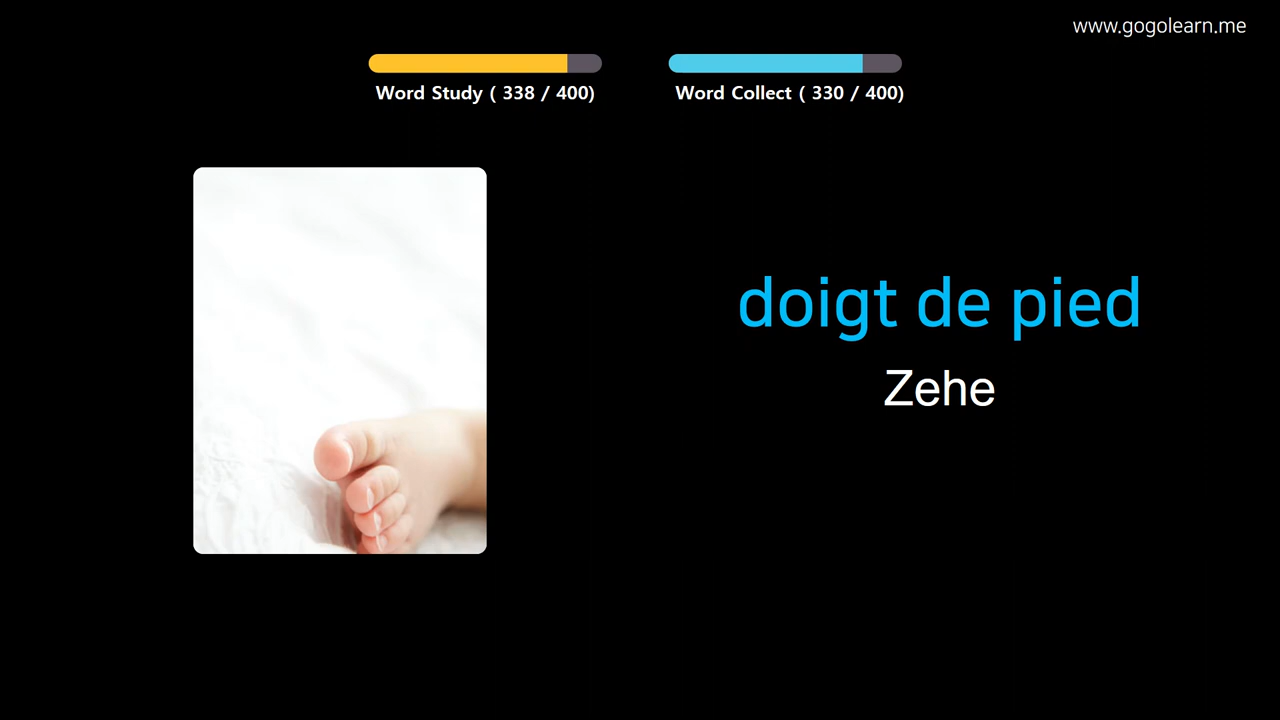 www.gogolearn.me
Word Study ( 338 / 400)
Word Collect ( 330 / 400)
doigt de pied
Zehe